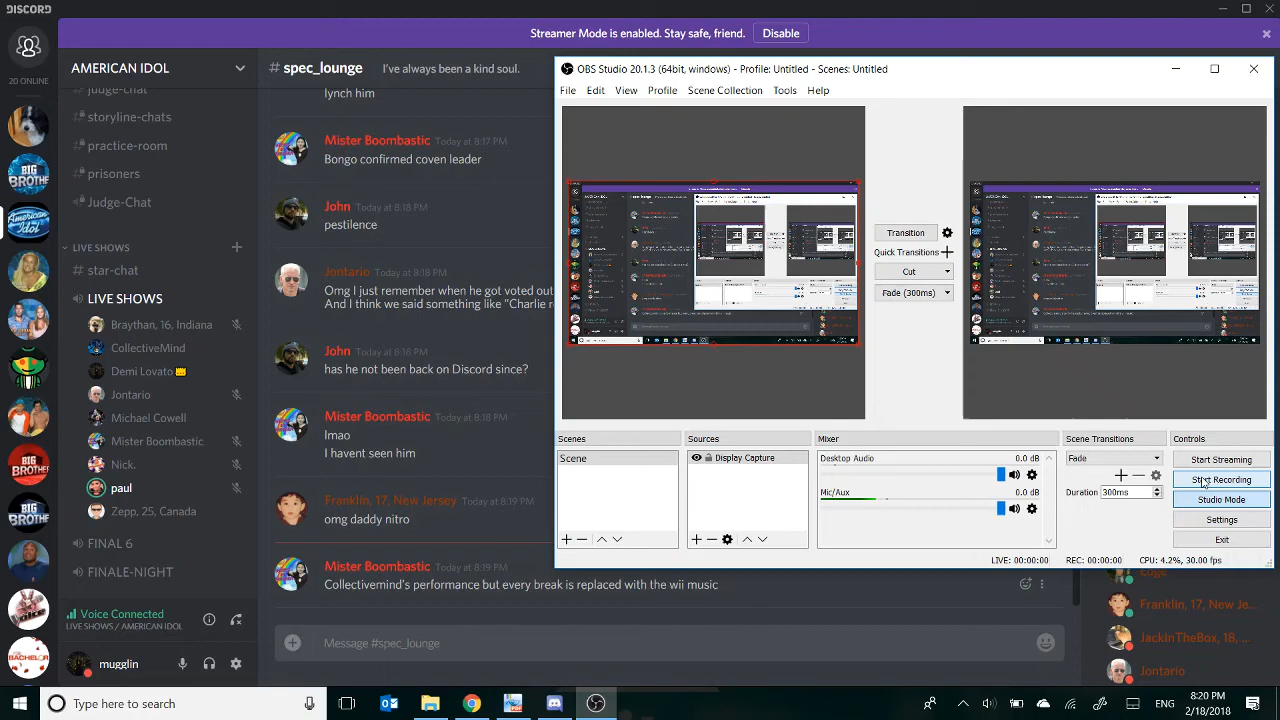 DISCORD
Streamer Mode is enabled. Stay safe, friend.
Disable
20 ONLINE
AMERICAN IDOL
judge-chat
storyline-chats
practice-room
prisoners
Judge-Chat
LIVE SHOWS
star-chat
LIVE SHOWS
Braythan, 16, Indiana
CollectiveMind
Demi Lovato
Jontario
Michael Cowell
Mister Boombastic
Nick.
paul
Zepp, 25, Canada
FINAL 6
FINALE-NIGHT
Voice Connected
LIVE SHOWS / AMERICAN IDOL
mugglin
BIG BROTHER
American Idol
BIG BROTHE
BIG BROTHER
The Voice
BACHELOR
# spec_lounge
I've always been a kind soul.
lynch him
Mister Boombastic Today at 8:17 PM
Bongo confirmed coven leader
John Today at 8:18 PM
pestilence
Jontario Today at 8:18 PM
Omg I just remember when he got voted out
And I think we said something like "Charlie r
John Today at 8:18 PM
has he not been back on Discord since?
Mister Boombastic Today at 8:18 PM
lmao
I havent seen him
Franklin, 17, New Jersey Today at 8:19 PM
omg daddy nitro
Mister Boombastic Today at 8:19 PM
Collectivemind's performance but every break is replaced with the wii music
Message #spec_lounge
OBS Studio 20.1.3 (64bit, windows) - Profile: Untitled - Scenes: Untitled
File Edit View Profile Scene Collection Tools Help
Transition
Quick Transitions
Cut
Fade (300ms)
Scenes
Scene
Sources
Display Capture
Mixer
Desktop Audio 0.0 dB
Mic/Aux 0.0 dB
Scene Transitions
Fade
Duration 300ms
Controls
Start Streaming
Start Recording
Studio Mode
Settings
Exit
LIVE: 00:00:00 REC: 00:00:00 CPU: 4.2%, 30.00 fps
Edge
Franklin, 17, New Je...
JackInTheBox, 18, ...
Jontario
Type here to search
8:20 PM
2/18/2018